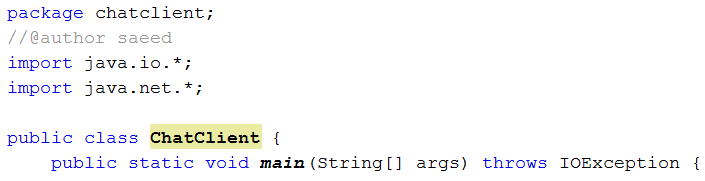 package chatclient;
//@author saeed
import java.io.*;
import java.net.*;
public class ChatClient {
public static void main(String[] args) throws IOException {